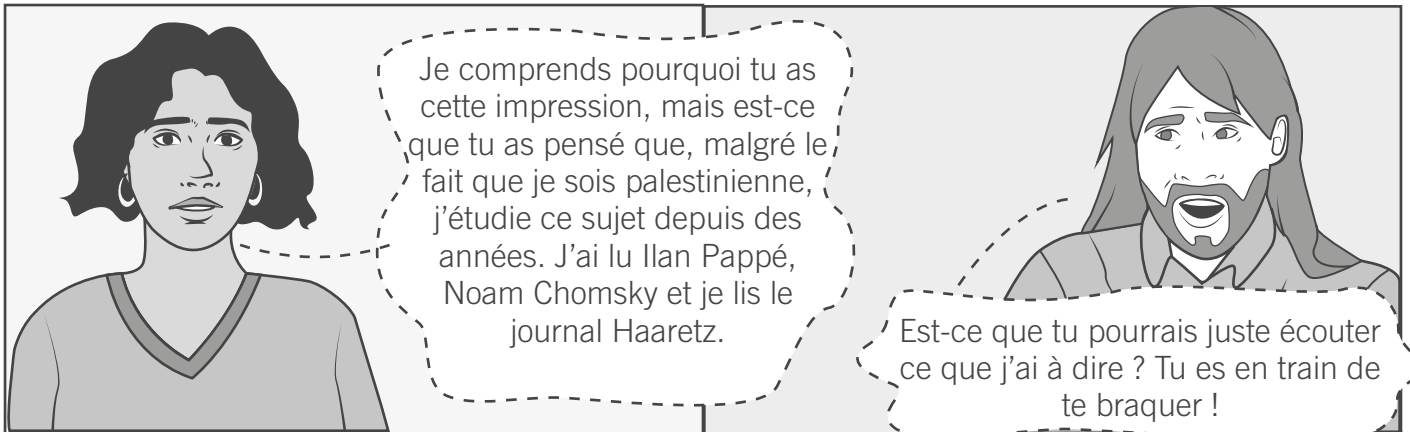 Je comprends pourquoi tu as
cette impression, mais est-ce
que tu as pensé que, malgré le
fait que je sois palestinienne,
j’étudie ce sujet depuis des
années. J’ai lu Ilan Pappé,
Noam Chomsky et je lis le
journal Haaretz.
Est-ce que tu pourrais juste écouter
ce que j’ai à dire ? Tu es en train de
te braquer !